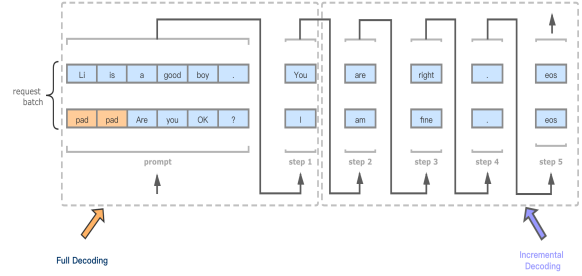 Li is a good boy . You are right . eos
request
batch
pad pad Are you OK ? I am fine . eos
prompt step 1 step 2 step 3 step 4 step 5
Full Decoding
Incremental
Decoding